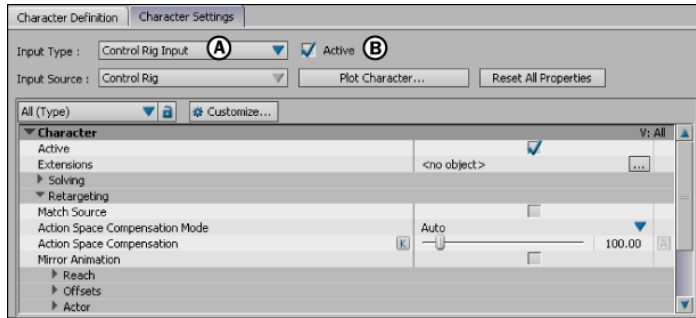 Character Definition Character Settings
Input Type : Control Rig Input A Active B
Input Source : Control Rig Plot Character... Reset All Properties
All (Type) Customize...
Character V: All
Active
Extensions <no object> ...
Solving
Retargeting
Match Source
Action Space Compensation Mode Auto
Action Space Compensation K 100.00 A
Mirror Animation
Reach
Offsets
Actor